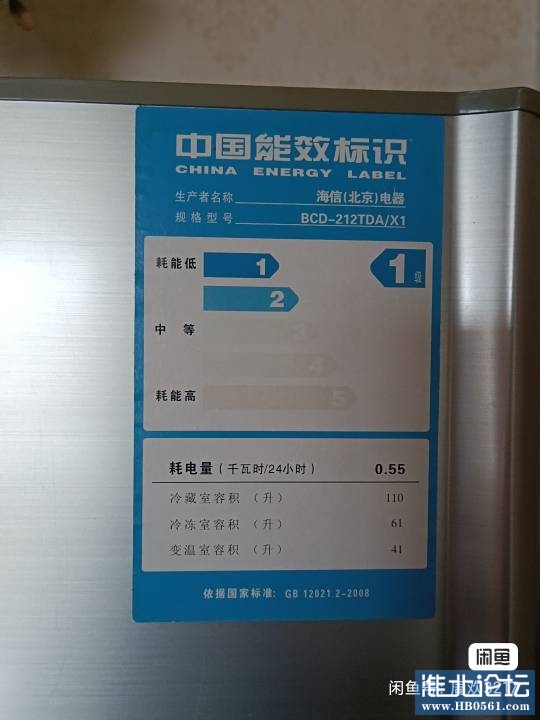 中国能效标识
CHINA ENERGY LABEL
生产者名称 海信(北京)电器
规格型号 BCD-212TDA/X1
耗能低 1 1级
2
中 等 3
4
耗能高 5
耗电量（千瓦时/24小时） 0.55
冷藏室容积 （升） 110
冷冻室容积 （升） 61
变温室容积 （升） 41
依据国家标准: GB 12021.2-2008
闲鱼
闲鱼
淮北论坛
www.HB0561.com